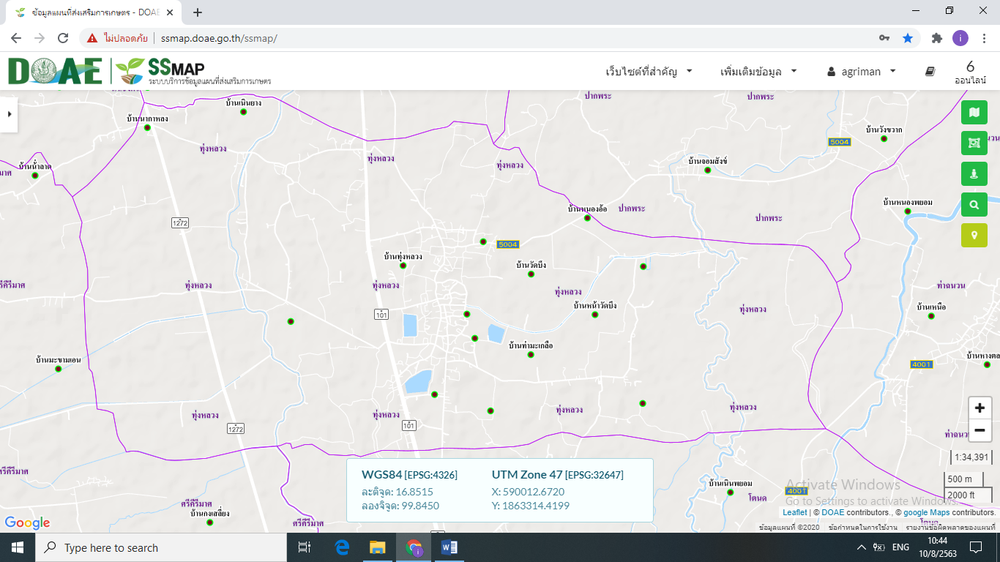 ข้อมูลแผนที่ส่งเสริมการเกษตร - DOAE
ไม่ปลอดภัย ssmap.doae.go.th/ssmap/
i
DOAE SSMAP
ระบบบริการข้อมูลแผนที่ส่งเสริมการเกษตร
เว็บไซต์ที่สำคัญ เพิ่มเติมข้อมูล agriman 6
ออนไลน์
ปากพระ ปากพระ
บ้านเนินยาง
บ้านนากาหลง
บ้านวังขวาก
5004
ทุ่งหลวง ทุ่งหลวง ทุ่งหลวง บ้านจอมสังข์
บ้านน้ำลาด
มาศ
บ้านหนองอ้อ ปากพระ ปากพระ บ้านหนองพยอม
1272
5004
บ้านทุ่งหลวง บ้านวัดบึง
ศรีคีรีมาศ ทุ่งหลวง ทุ่งหลวง ทุ่งหลวง ท่าฉนวน
บ้านหน้าวัดบึง ทุ่งหลวง บ้านเหนือ
101
บ้านท่ามะเกลือ
บ้านมะขามเอน บ้านหางตล
4001
ทุ่งหลวง ทุ่งหลวง ทุ่งหลวง ทุ่งหลวง
+
−
1272 101
ท่าฉนว
1:34,391
ศรีคีรีมาศ
WGS84 [EPSG:4326] UTM Zone 47 [EPSG:32647]
ละติจูด: 16.8515 X: 590012.6720
ลองจิจูด: 99.8450 Y: 1863314.4199
500 m
2000 ft
บ้านเนินพยอม
4001
โตนด
Activate Windows
Go to Settings to activate Windows.
ศรีคีรีมาศ
บ้านกงเสี่ยง
ศรีคีรีมาศ
โตนด
Leaflet | © DOAE contributors., © google Maps contributors.
Google
ข้อมูลแผนที่ ©2020 ข้อกำหนดในการใช้งาน รายงานข้อผิดพลาดของแผนที่
Type here to search
ENG
10:44
10/8/2563